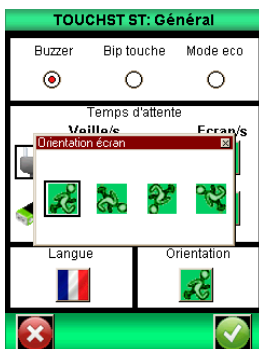 TOUCHST ST: Général
Buzzer Bip touche Mode eco
Temps d'attente
Veille/s Ecran/s
Orientation écran
Langue Orientation